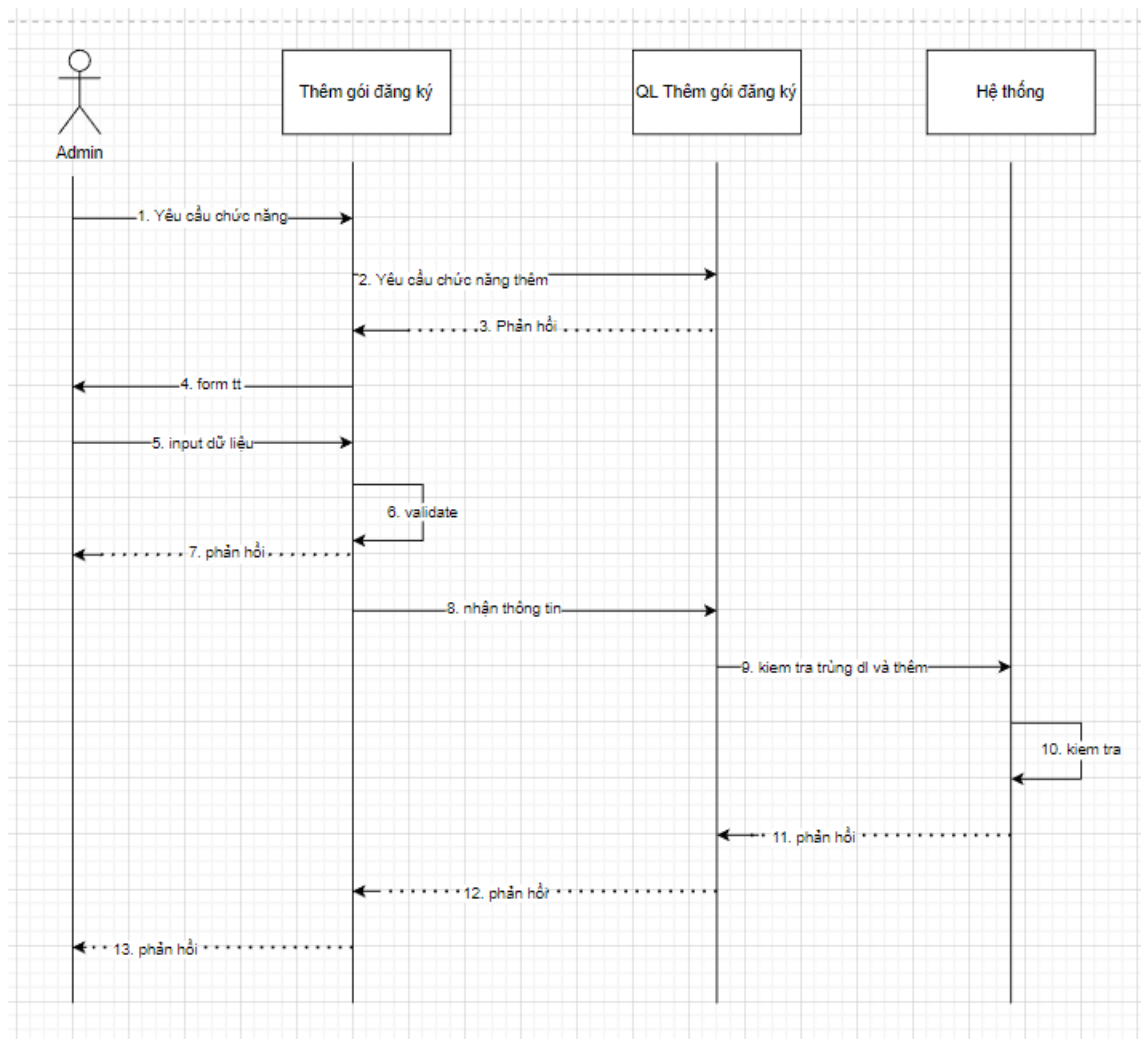 Thêm gói đăng ký
QL Thêm gói đăng ký
Hệ thống
Admin
1. Yêu cầu chức năng
2. Yêu cầu chức năng thêm
3. Phản hồi
4. form tt
5. input dữ liệu
6. validate
7. phản hồi
8. nhận thông tin
9. kiem tra trùng dl và thêm
10. kiem tra
11. phản hồi
12. phản hồi
13. phản hồi